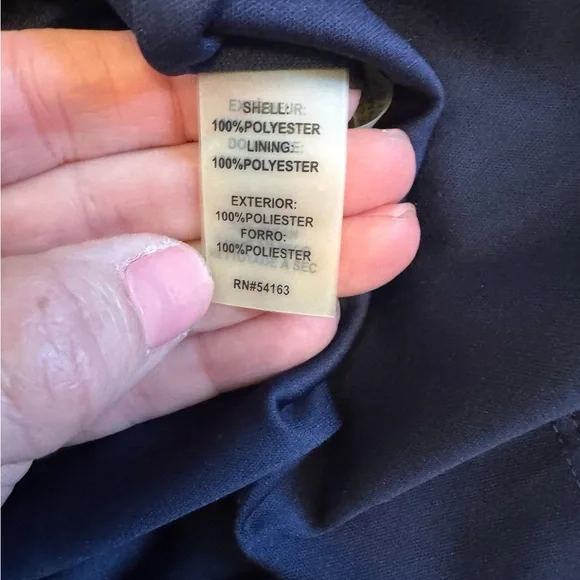 SHELL:
100%POLYESTER
LINING:
100%POLYESTER
EXTERIOR:
100%POLIESTER
FORRO:
100%POLIESTER
RN#54163